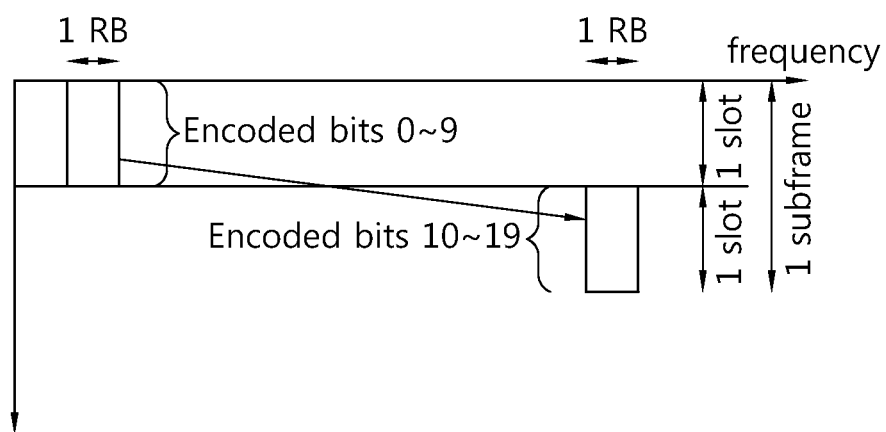 1 RB
1 RB
frequency
Encoded bits 0~9
1 slot
Encoded bits 10~19
1 slot
1 subframe